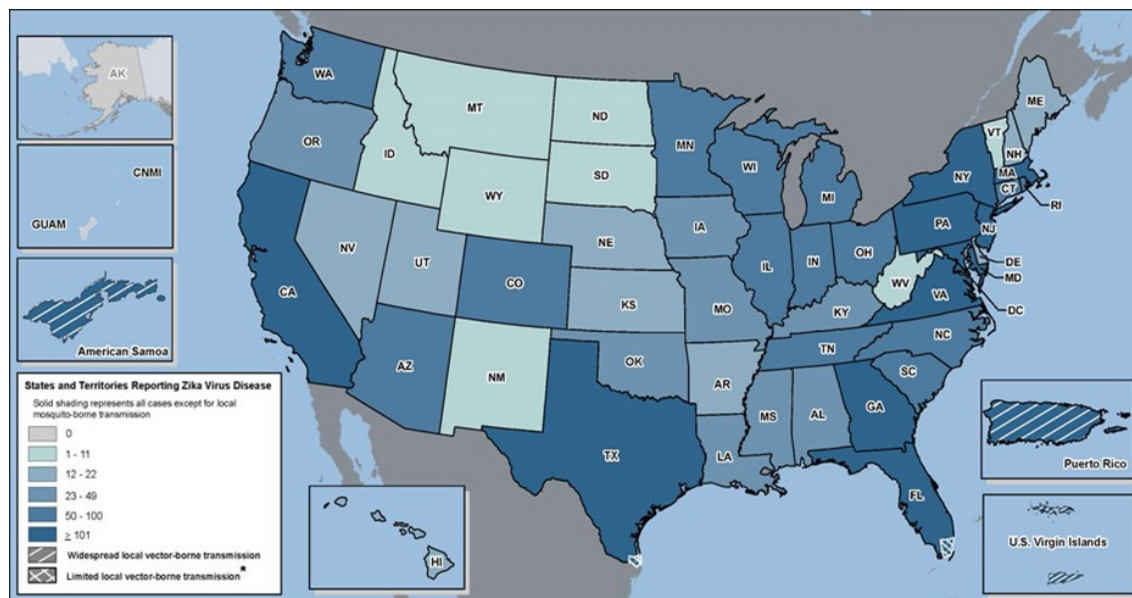 AK
CNMI
GUAM
American Samoa
WA
OR
CA
NV
ID
MT
WY
UT
AZ
CO
NM
ND
SD
NE
KS
OK
TX
MN
IA
MO
AR
LA
WI
IL
MS
MI
IN
OH
KY
TN
AL
GA
FL
SC
NC
VA
WV
PA
NY
VT
NH
ME
MA
CT
RI
NJ
DE
MD
DC
HI
Puerto Rico
U.S. Virgin Islands
States and Territories Reporting Zika Virus Disease
Solid shading represents all cases except for local
mosquito-borne transmission
0
1 - 11
12 - 22
23 - 49
50 - 100
≥ 101
Widespread local vector-borne transmission
Limited local vector-borne transmission*